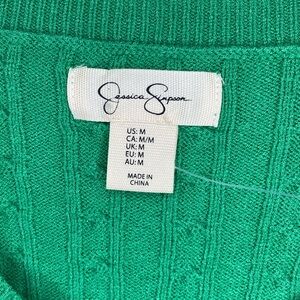 Jessica Simpson
US: M
CA: M/M
UK: M
EU: M
AU: M
MADE IN
CHINA